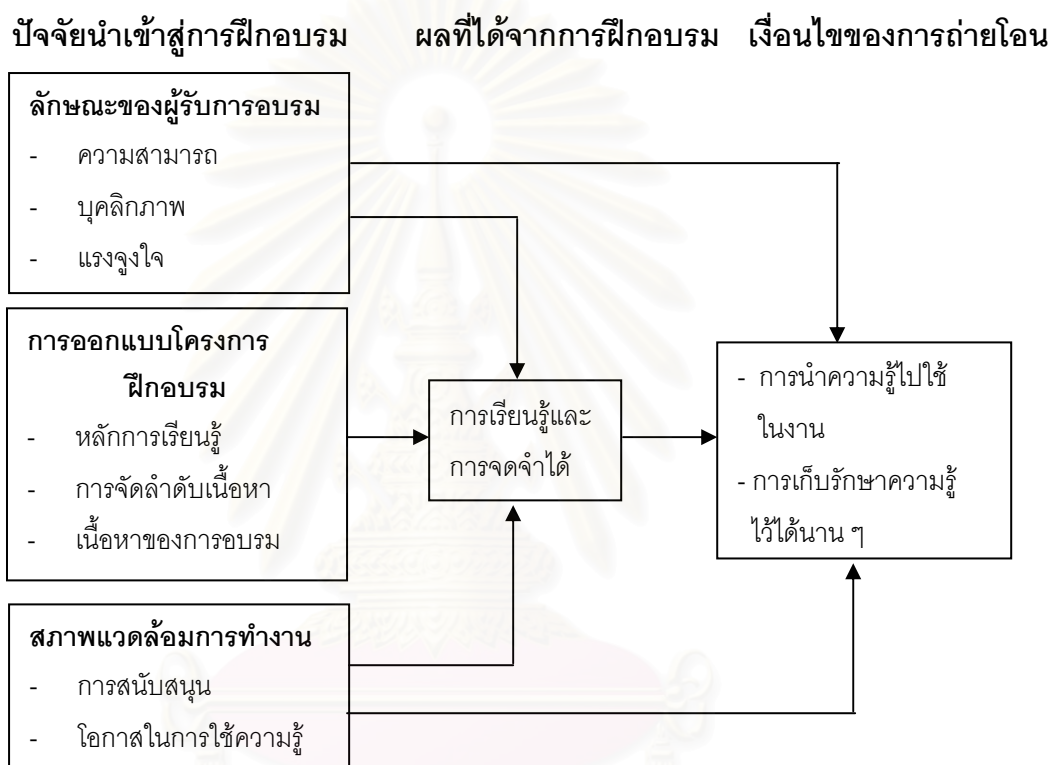 ปัจจัยนำเข้าสู่การฝึกอบรม ผลที่ได้จากการฝึกอบรม เงื่อนไขของการถ่ายโอน
ลักษณะของผู้รับการอบรม
- ความสามารถ
- บุคลิกภาพ
- แรงจูงใจ
การออกแบบโครงการ
ฝึกอบรม
- หลักการเรียนรู้
- การจัดลำดับเนื้อหา
- เนื้อหาของการอบรม
สภาพแวดล้อมการทำงาน
- การสนับสนุน
- โอกาสในการใช้ความรู้
การเรียนรู้และ
การจดจำได้
- การนำความรู้ไปใช้
ในงาน
- การเก็บรักษาความรู้
ไว้ได้นาน ๆ